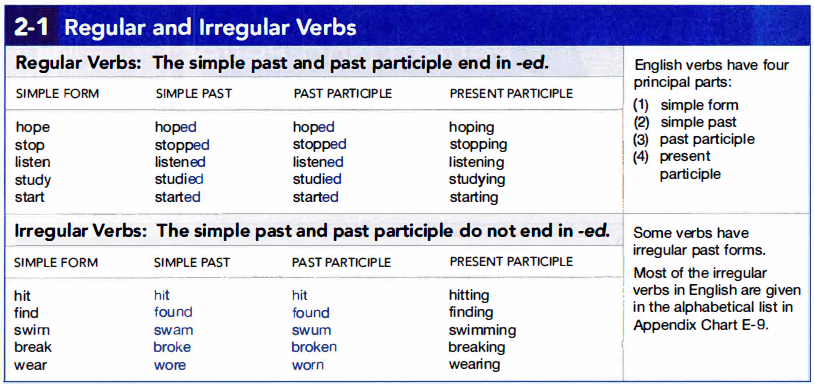 2-1 Regular and Irregular Verbs
Regular Verbs: The simple past and past participle end in -ed.
SIMPLE FORM SIMPLE PAST PAST PARTICIPLE PRESENT PARTICIPLE
hope hoped hoped hoping
stop stopped stopped stopping
listen listened listened listening
study studied studied studying
start started started starting
English verbs have four
principal parts:
(1) simple form
(2) simple past
(3) past participle
(4) present
participle
Irregular Verbs: The simple past and past participle do not end in -ed.
SIMPLE FORM SIMPLE PAST PAST PARTICIPLE PRESENT PARTICIPLE
hit hit hit hitting
find found found finding
swim swam swum swimming
break broke broken breaking
wear wore worn wearing
Some verbs have
irregular past forms.
Most of the irregular
verbs in English are given
in the alphabetical list in
Appendix Chart E-9.